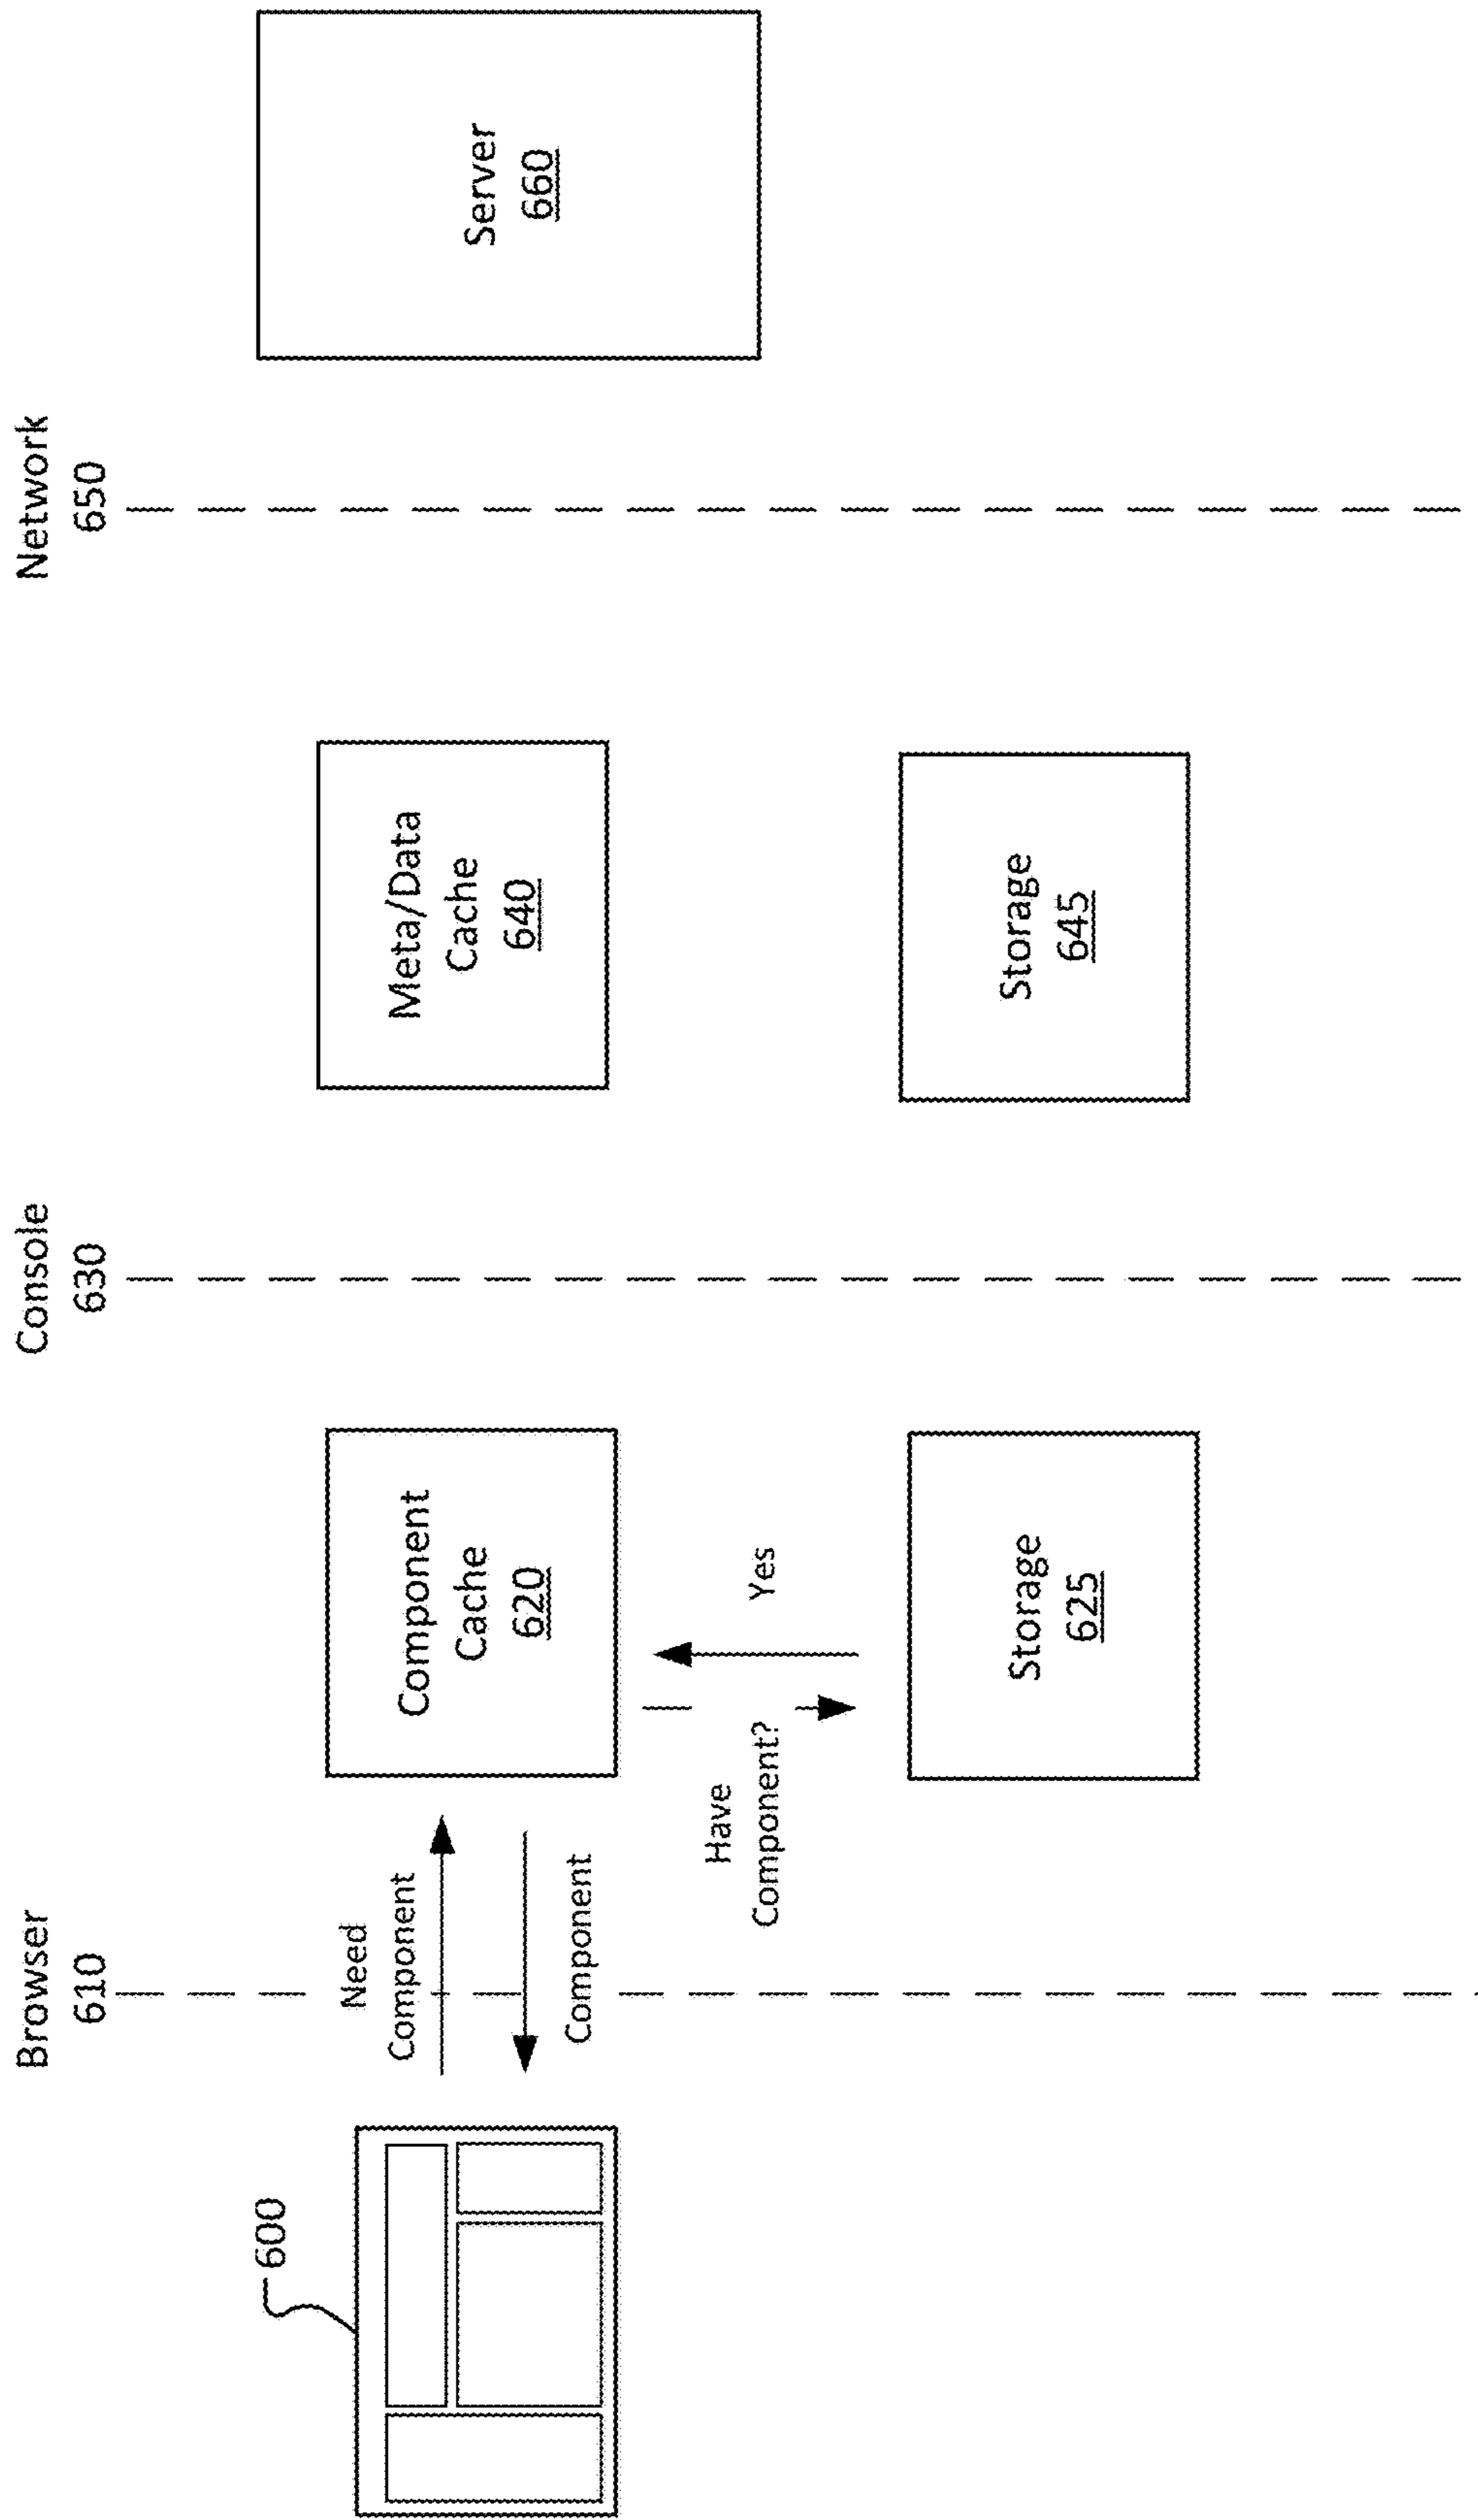 Browser
610
Console
630
Network
650
600
Need
Component
Component
Component
Cache
620
Have
Component?
Yes
Storage
625
Meta/Data
Cache
640
Storage
645
Server
660